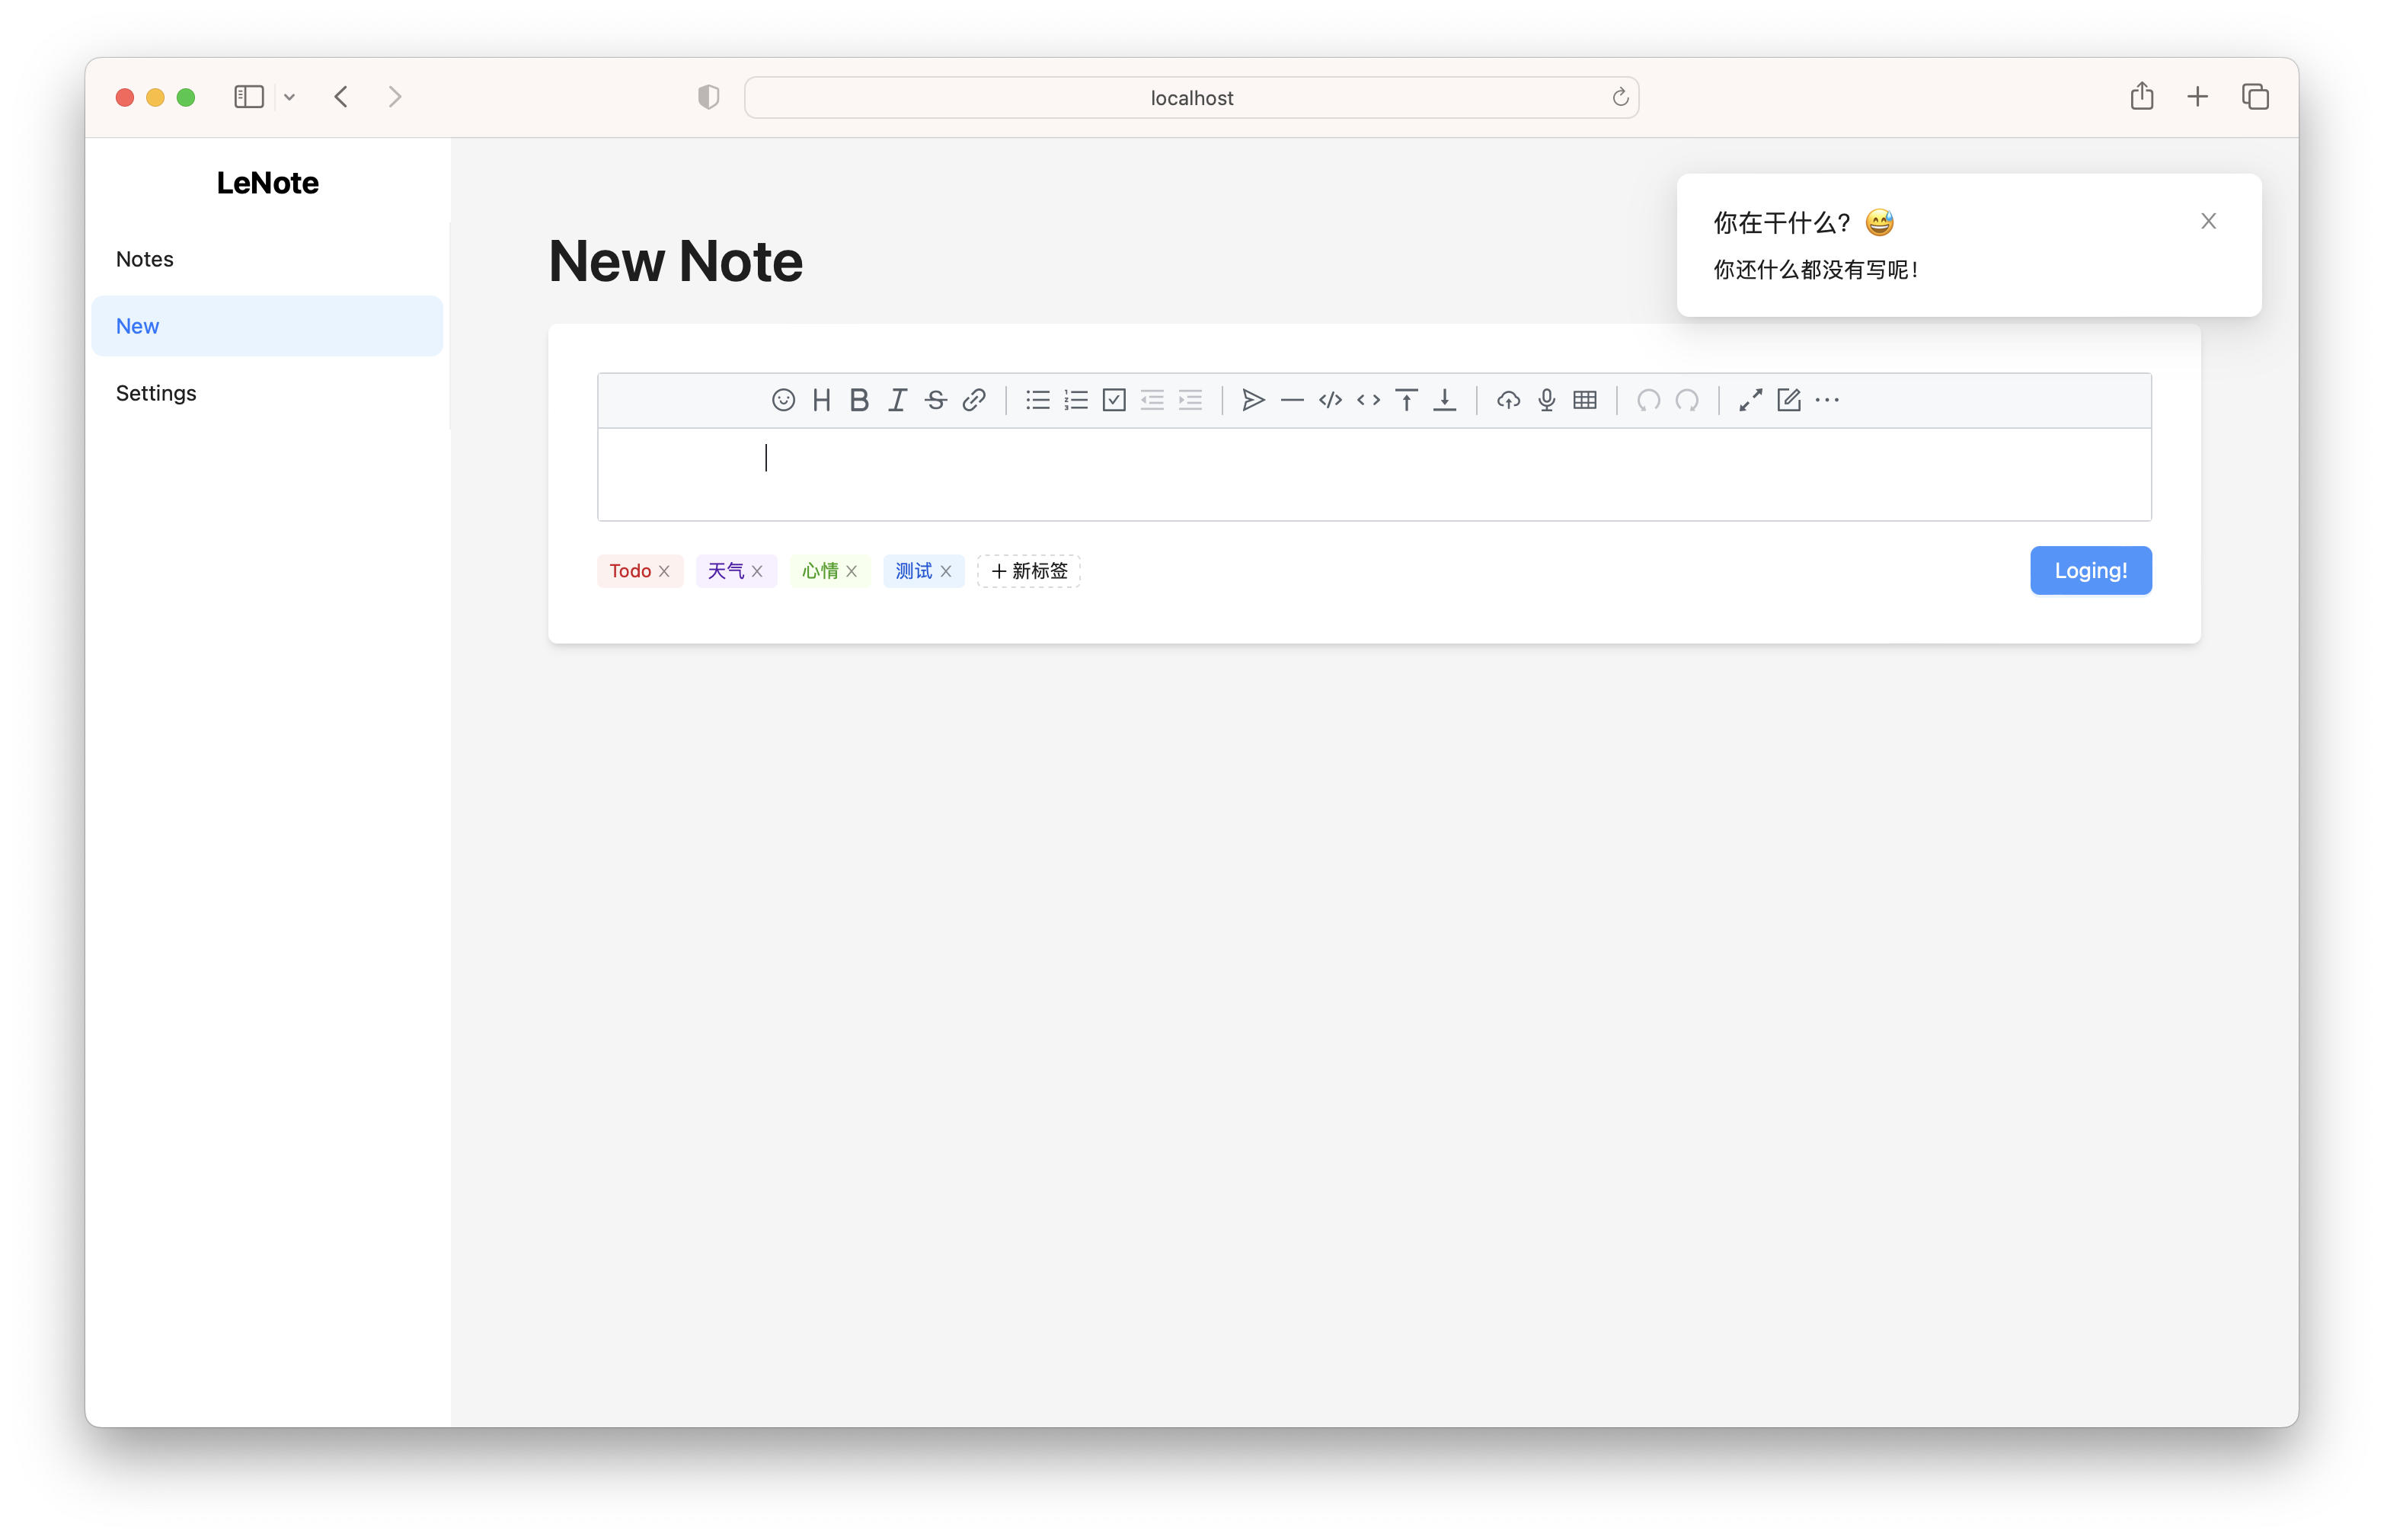 localhost
LeNote
Notes
New
Settings
New Note
你在干什么？ 😅
你还什么都没有写呢！
Todo
天气
心情
测试
+ 新标签
Loging!